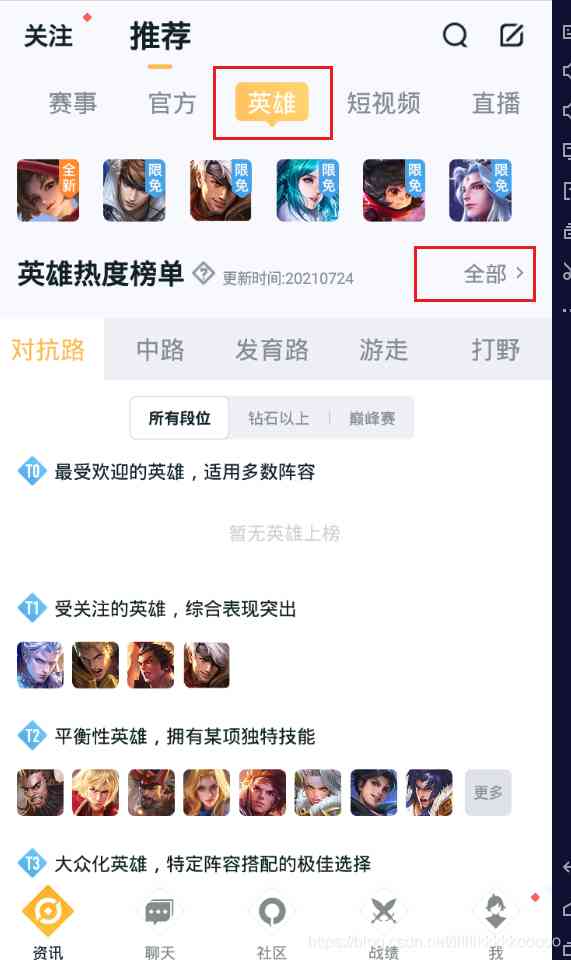 关注 推荐
赛事 官方 英雄 短视频 直播
全新 限免 限免 限免 限免 限免
英雄热度榜单 ? 更新时间:20210724 全部 >
对抗路 中路 发育路 游走 打野
所有段位 钻石以上 巅峰赛
T0 最受欢迎的英雄，适用多数阵容
暂无英雄上榜
T1 受关注的英雄，综合表现突出
T2 平衡性英雄，拥有某项独特技能
更多
T3 大众化英雄，特定阵容搭配的极佳选择
资讯 聊天 社区 战绩 我